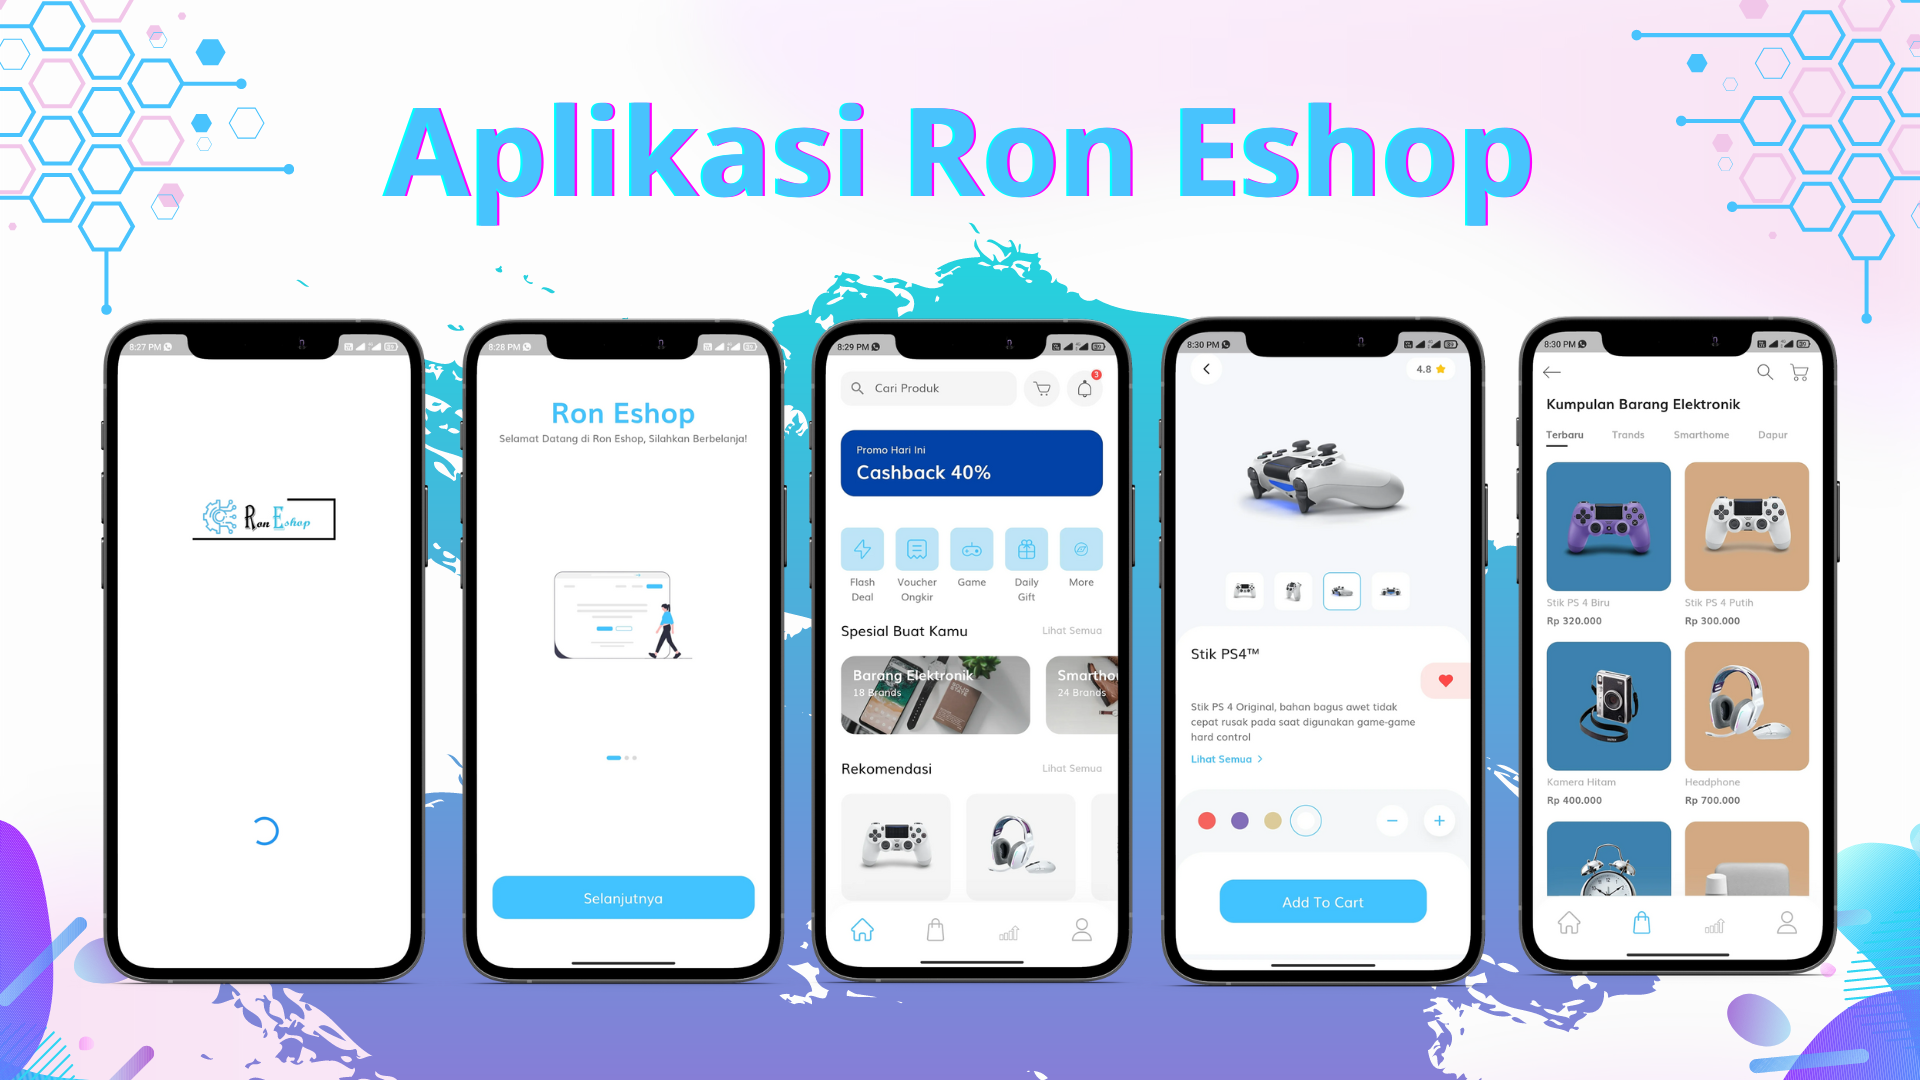 Aplikasi Ron Eshop
8:27 PM
Ron Eshop
8:28 PM
Ron Eshop
Selamat Datang di Ron Eshop, Silahkan Berbelanja!
Selanjutnya
8:29 PM
Cari Produk
3
Promo Hari Ini
Cashback 40%
Flash
Deal
Voucher
Ongkir
Game
Daily
Gift
More
Spesial Buat Kamu
Lihat Semua
Barang Elektronik
18 Brands
Smartho
24 Brands
Rekomendasi
Lihat Semua
8:30 PM
4.8
Stik PS4™
Stik PS 4 Original, bahan bagus awet tidak
cepat rusak pada saat digunakan game-game
hard control
Lihat Semua
Add To Cart
8:30 PM
Kumpulan Barang Elektronik
Terbaru
Trands
Smarthome
Dapur
Stik PS 4 Biru
Rp 320.000
Stik PS 4 Putih
Rp 300.000
Kamera Hitam
Rp 400.000
Headphone
Rp 700.000